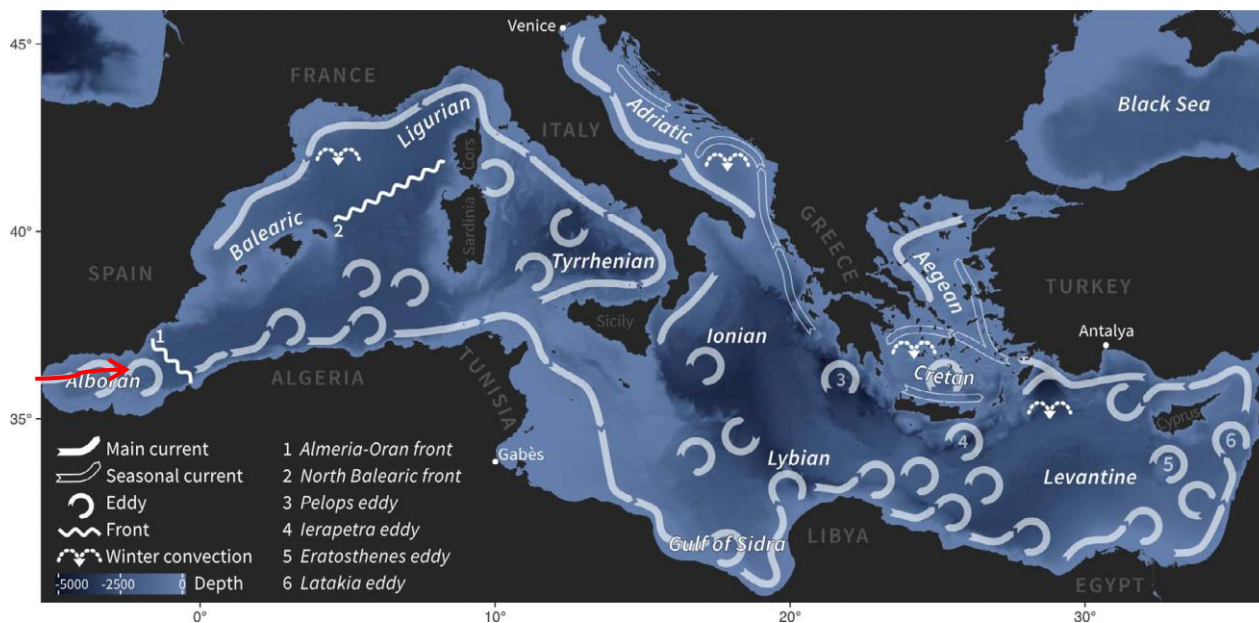 45°
40°
35°
0°
10°
20°
30°
Venice
FRANCE
Ligurian
ITALY
Adriatic
Black Sea
Cors
Sardinia
Balearic
2
SPAIN
Tyrrhenian
GREECE
Aegean
TURKEY
Sicily
Ionian
Antalya
1
Alboran
ALGERIA
TUNISIA
3
Cretan
Cyprus
4
6
5
Gabès
Lybian
Levantine
Gulf of Sidra
LIBYA
EGYPT
Main current
Seasonal current
Eddy
Front
Winter convection
-5000 -2500 0 Depth
1 Almeria-Oran front
2 North Balearic front
3 Pelops eddy
4 Ierapetra eddy
5 Eratosthenes eddy
6 Latakia eddy